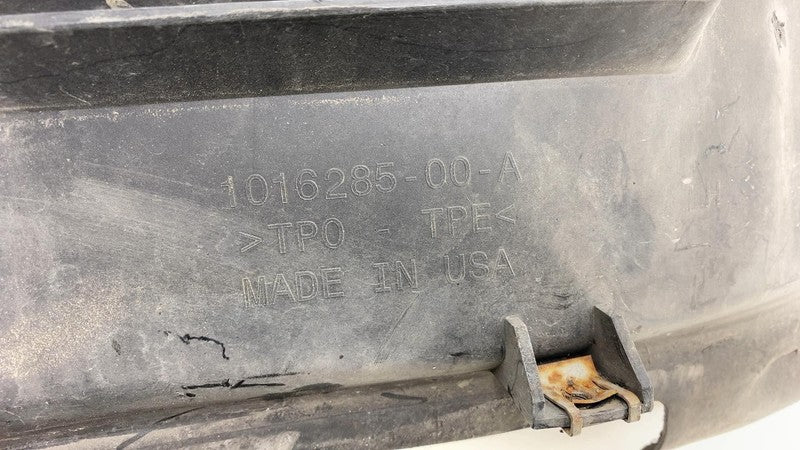 1016285-00-A
>TPO - TPE<
MADE IN USA